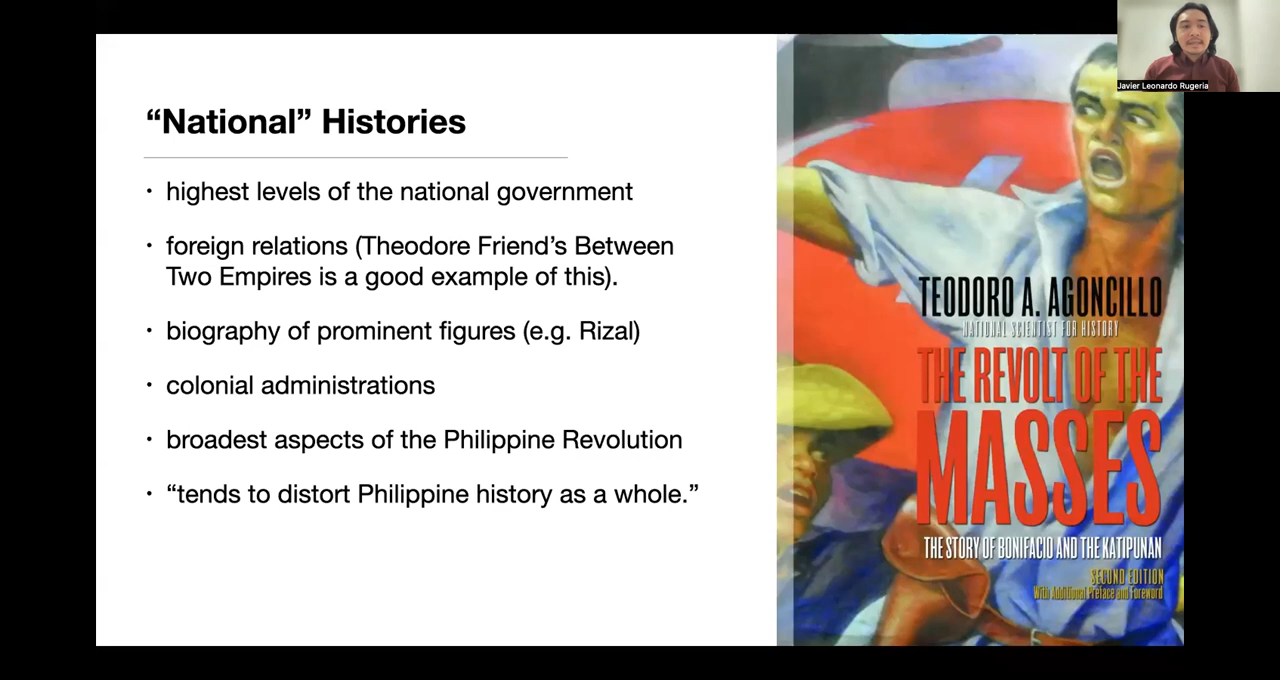 “National” Histories
• highest levels of the national government
• foreign relations (Theodore Friend’s Between
Two Empires is a good example of this).
• biography of prominent figures (e.g. Rizal)
• colonial administrations
• broadest aspects of the Philippine Revolution
• “tends to distort Philippine history as a whole.”
Javier Leonardo Rugeria
TEODORO A. AGONCILLO
NATIONAL SCIENTIST FOR HISTORY
THE REVOLT OF THE
MASSES
THE STORY OF BONIFACIO AND THE KATIPUNAN
SECOND EDITION
With Additional Preface and Foreword